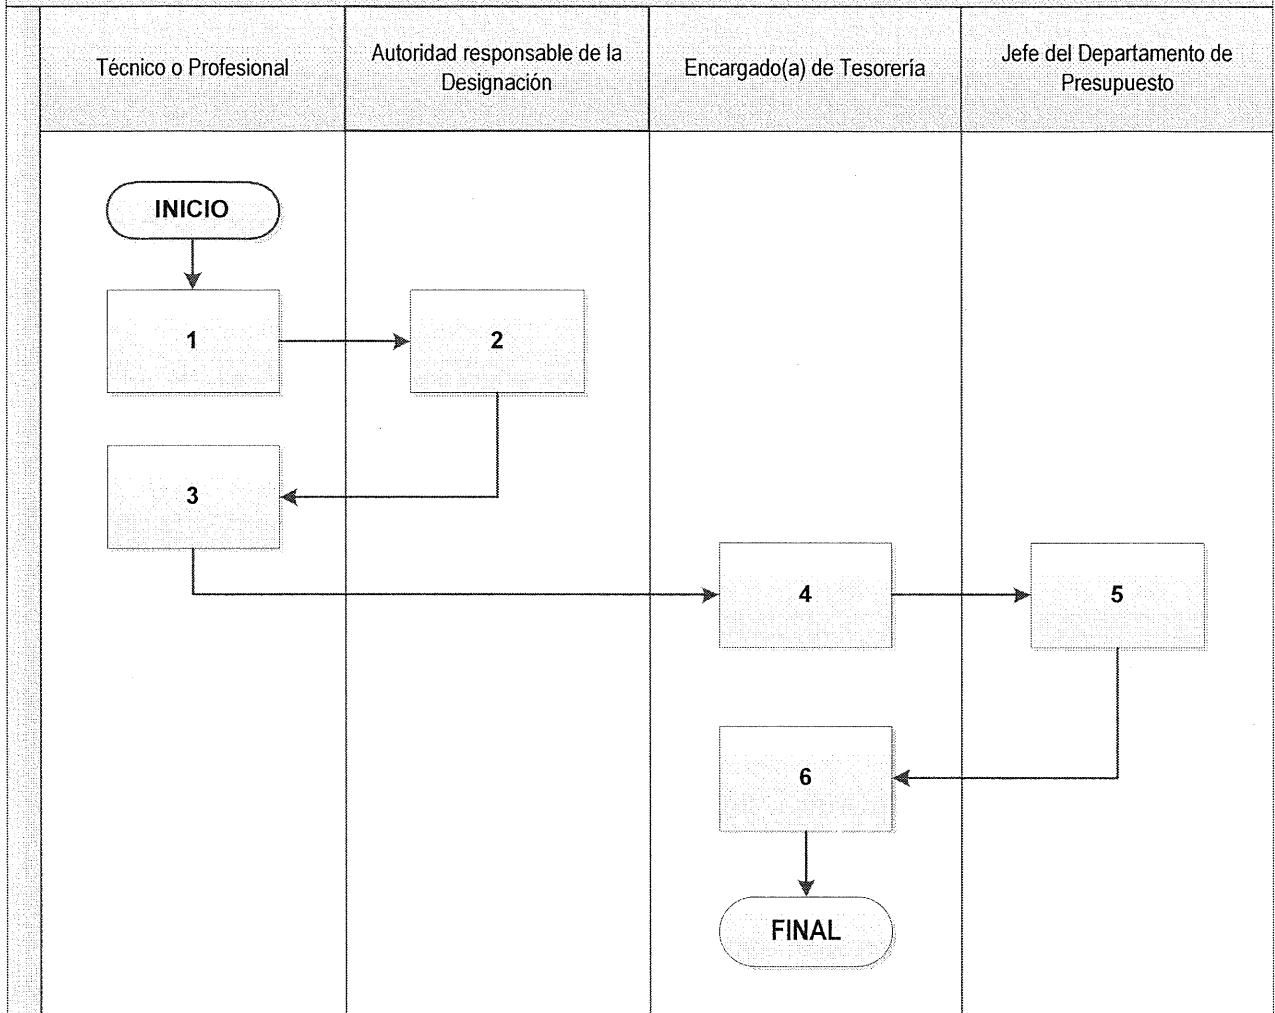 Técnico o Profesional
Autoridad responsable de la
Designación
Encargado(a) de Tesorería
Jefe del Departamento de
Presupuesto
INICIO
1
2
3
4
5
6
FINAL